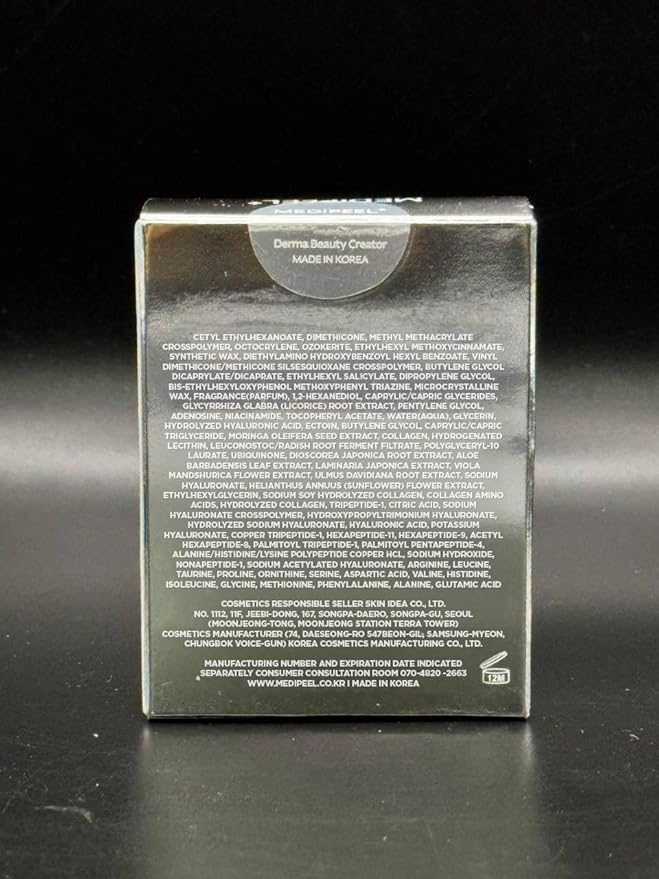 MEDIPEEL
MEDIPEEL®
Derma Beauty Creator
MADE IN KOREA
CETYL ETHYLHEXANOATE, DIMETHICONE, METHYL METHACRYLATE
CROSSPOLYMER, OCTOCRYLENE, OZOKERITE, ETHYLHEXYL METHOXYCINNAMATE,
SYNTHETIC WAX, DIETHYLAMINO HYDROXYBENZOYL HEXYL BENZOATE, VINYL
DIMETHICONE/METHICONE SILSESQUIOXANE CROSSPOLYMER, BUTYLENE GLYCOL
DICAPRYLATE/DICAPRATE, ETHYLHEXYL SALICYLATE, DIPROPYLENE GLYCOL,
BIS-ETHYLHEXYLOXYPHENOL METHOXYPHENYL TRIAZINE, MICROCRYSTALLINE
WAX, FRAGRANCE(PARFUM), 1,2-HEXANEDIOL, CAPRYLIC/CAPRIC GLYCERIDES,
GLYCYRRHIZA GLABRA (LICORICE) ROOT EXTRACT, PENTYLENE GLYCOL,
ADENOSINE, NIACINAMIDE, TOCOPHERYL ACETATE, WATER(AQUA), GLYCERIN,
HYDROLYZED HYALURONIC ACID, ECTOIN, BUTYLENE GLYCOL, CAPRYLIC/CAPRIC
TRIGLYCERIDE, MORINGA OLEIFERA SEED EXTRACT, COLLAGEN, HYDROGENATED
LECITHIN, LEUCONOSTOC/RADISH ROOT FERMENT FILTRATE, POLYGLYCERYL-10
LAURATE, UBIQUINONE, DIOSCOREA JAPONICA ROOT EXTRACT, ALOE
BARBADENSIS LEAF EXTRACT, LAMINARIA JAPONICA EXTRACT, VIOLA
MANDSHURICA FLOWER EXTRACT, ULMUS DAVIDIANA ROOT EXTRACT, SODIUM
HYALURONATE, HELIANTHUS ANNUUS (SUNFLOWER) FLOWER EXTRACT,
ETHYLHEXYLGLYCERIN, SODIUM SOY HYDROLYZED COLLAGEN, COLLAGEN AMINO
ACIDS, HYDROLYZED COLLAGEN, TRIPEPTIDE-1, CITRIC ACID, SODIUM
HYALURONATE CROSSPOLYMER, HYDROXYPROPYLTRIMONIUM HYALURONATE,
HYDROLYZED SODIUM HYALURONATE, HYALURONIC ACID, POTASSIUM
HYALURONATE, COPPER TRIPEPTIDE-1, HEXAPEPTIDE-11, HEXAPEPTIDE-9, ACETYL
HEXAPEPTIDE-8, PALMITOYL TRIPEPTIDE-1, PALMITOYL PENTAPEPTIDE-4,
ALANINE/HISTIDINE/LYSINE POLYPEPTIDE COPPER HCL, SODIUM HYDROXIDE,
NONAPEPTIDE-1, SODIUM ACETYLATED HYALURONATE, ARGININE, LEUCINE,
TAURINE, PROLINE, ORNITHINE, SERINE, ASPARTIC ACID, VALINE, HISTIDINE,
ISOLEUCINE, GLYCINE, METHIONINE, PHENYLALANINE, ALANINE, GLUTAMIC ACID
COSMETICS RESPONSIBLE SELLER SKIN IDEA CO., LTD.
NO. 1112, 11F, JEEBI-DONG, 167, SONGPA-DAERO, SONGPA-GU, SEOUL
(MOONJEONG-TONG, MOONJEONG STATION TERRA TOWER)
COSMETICS MANUFACTURER (74, DAESEONG-RO 547BEON-GIL, SAMSUNG-MYEON,
CHUNGBOK VOICE-GUN) KOREA COSMETICS MANUFACTURING CO., LTD.
MANUFACTURING NUMBER AND EXPIRATION DATE INDICATED
SEPARATELY CONSUMER CONSULTATION ROOM 070-4820 -2663
WWW.MEDIPEEL.CO.KR I MADE IN KOREA
12M